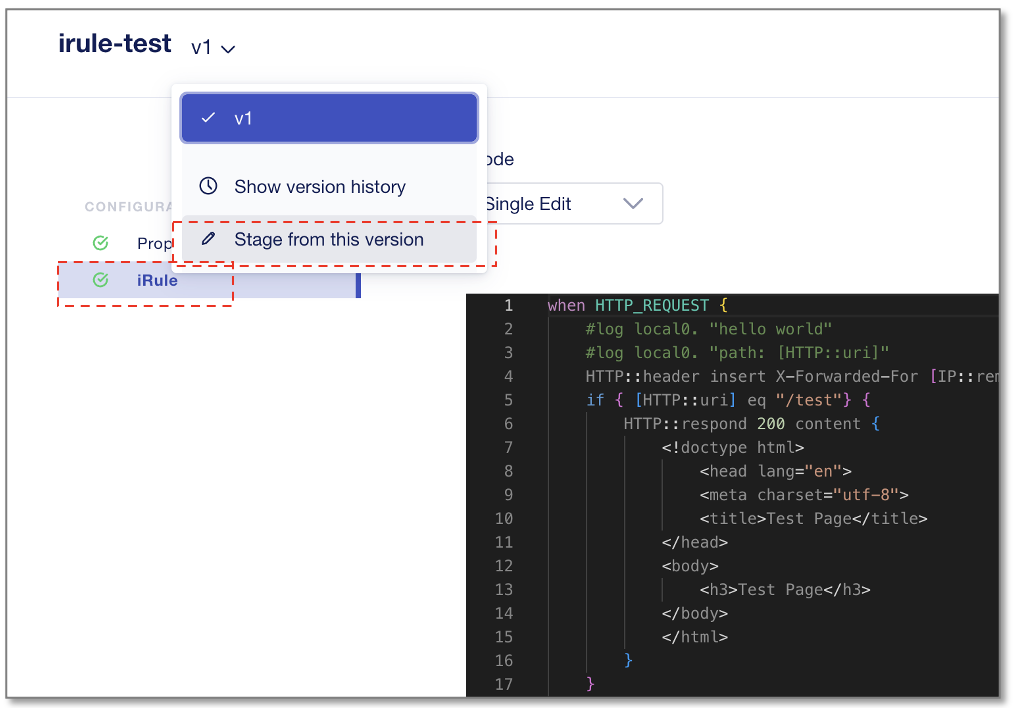 irule-test v1
v1
ode
Show version history
Single Edit
CONFIGURA
Stage from this version
Prop
iRule
1 when HTTP_REQUEST {
2 #log local0. "hello world"
3 #log local0. "path: [HTTP::uri]"
4 HTTP::header insert X-Forwarded-For [IP::rem
5 if { [HTTP::uri] eq "/test"} {
6 HTTP::respond 200 content {
7 <!doctype html>
8 <head lang="en">
9 <meta charset="utf-8">
10 <title>Test Page</title>
11 </head>
12 <body>
13 <h3>Test Page</h3>
14 </body>
15 </html>
16 }
17 }